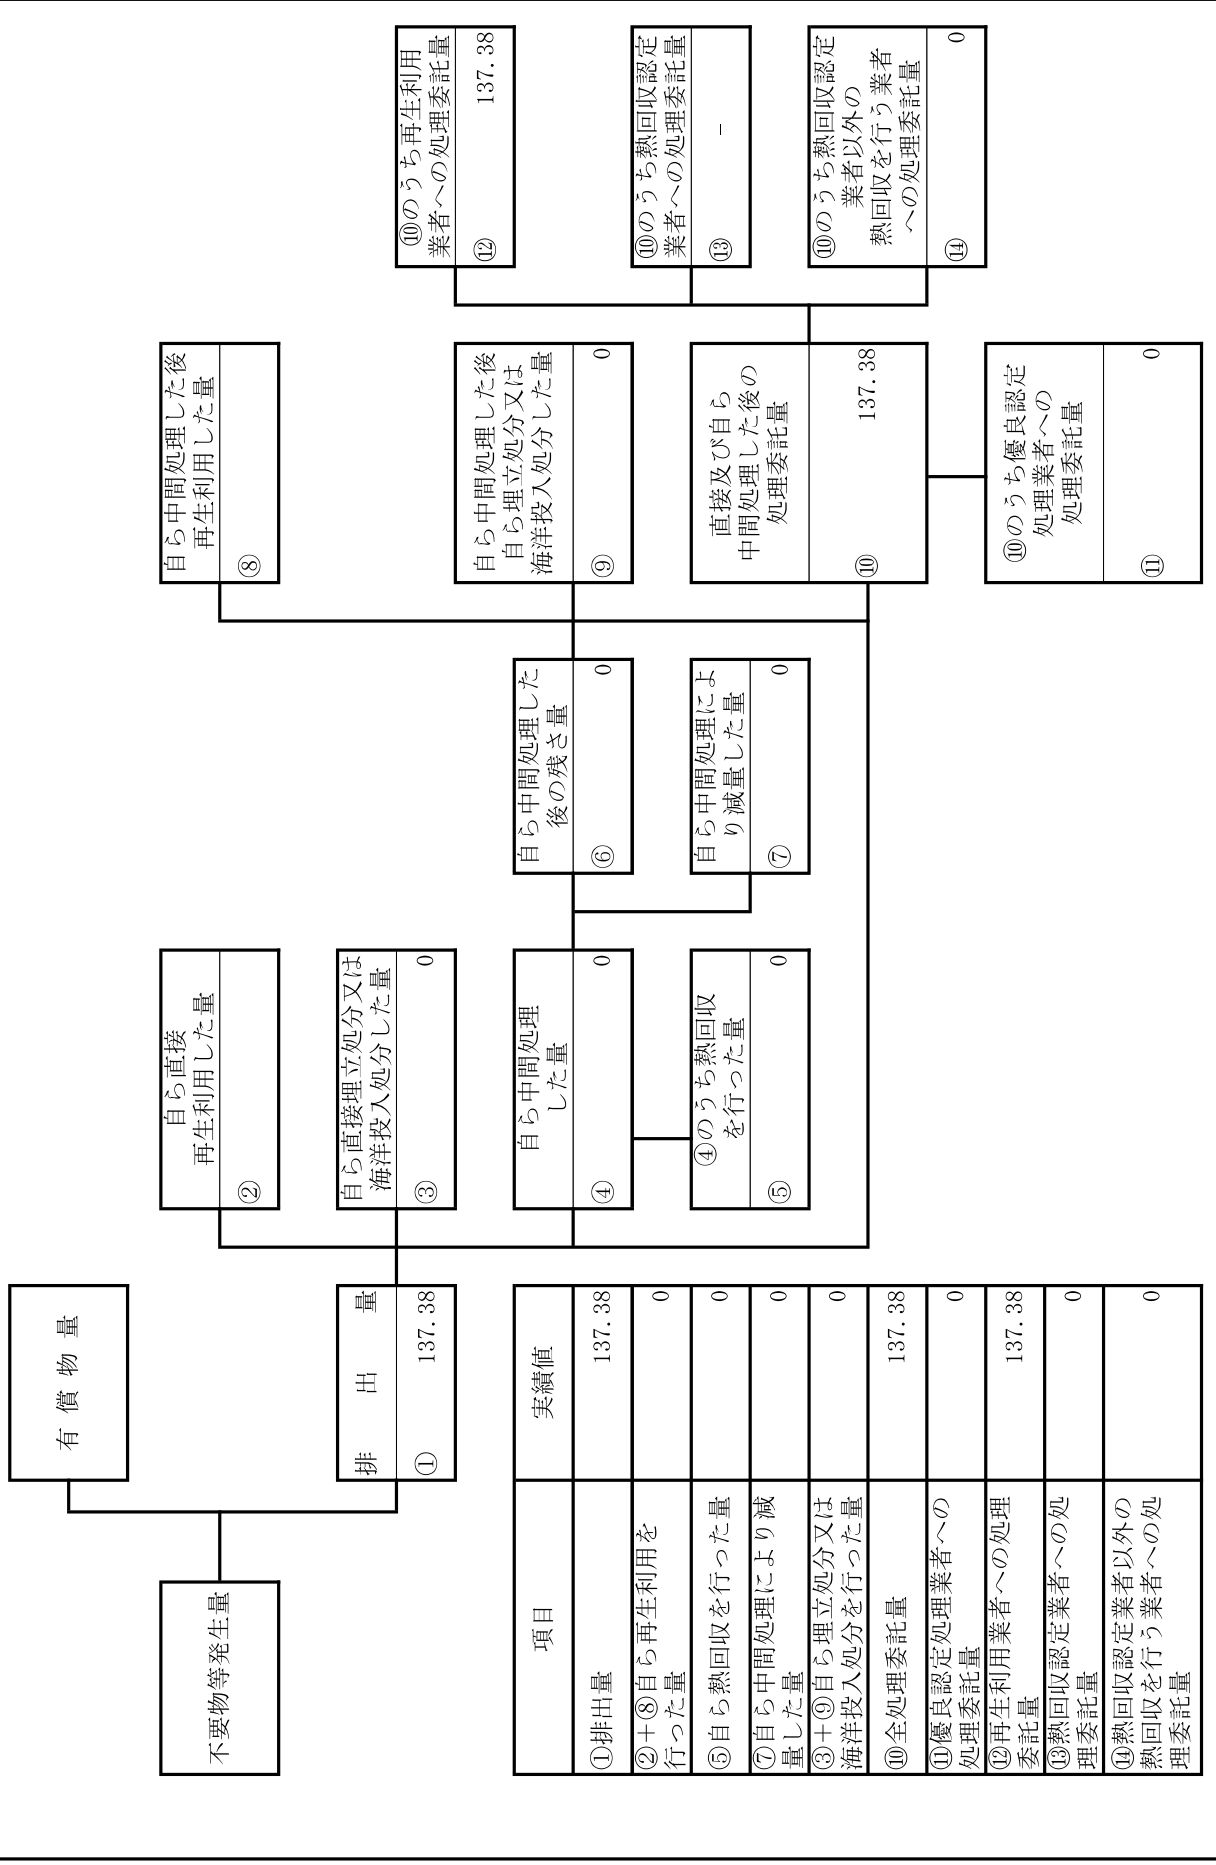 有償物量
不要物等発生量
排出量
① 137.38
自ら直接
再生利用した量
②
自ら直接埋立処分又は
海洋投入処分した量
③ 0
自ら中間処理
した量
④ 0
④のうち熱回収
を行った量
⑤ 0
自ら中間処理した
後の残さ量
⑥ 0
自ら中間処理によ
り減量した量
⑦ 0
自ら中間処理した後
再生利用した量
⑧
自ら中間処理した後
自ら埋立処分又は
海洋投入処分した量
⑨ 0
直接及び自ら
中間処理した後の
処理委託量
⑩ 137.38
⑩のうち優良認定
処理業者への
処理委託量
⑪ 0
⑩のうち再生利用
業者への処理委託量
⑫ 137.38
⑩のうち熱回収認定
業者への処理委託量
⑬ －
⑩のうち熱回収認定
業者以外の
熱回収を行う業者
への処理委託量
⑭ 0
項目 実績値
①排出量 137.38
②＋⑧自ら再生利用を
行った量 0
⑤自ら熱回収を行った量 0
⑦自ら中間処理により減
量した量 0
③＋⑨自ら埋立処分又は
海洋投入処分を行った量 0
⑩全処理委託量 137.38
⑪優良認定処理業者への
処理委託量 0
⑫再生利用業者への処理
委託量 137.38
⑬熱回収認定業者への処
理委託量 0
⑭熱回収認定業者以外の
熱回収を行う業者への処
理委託量 0